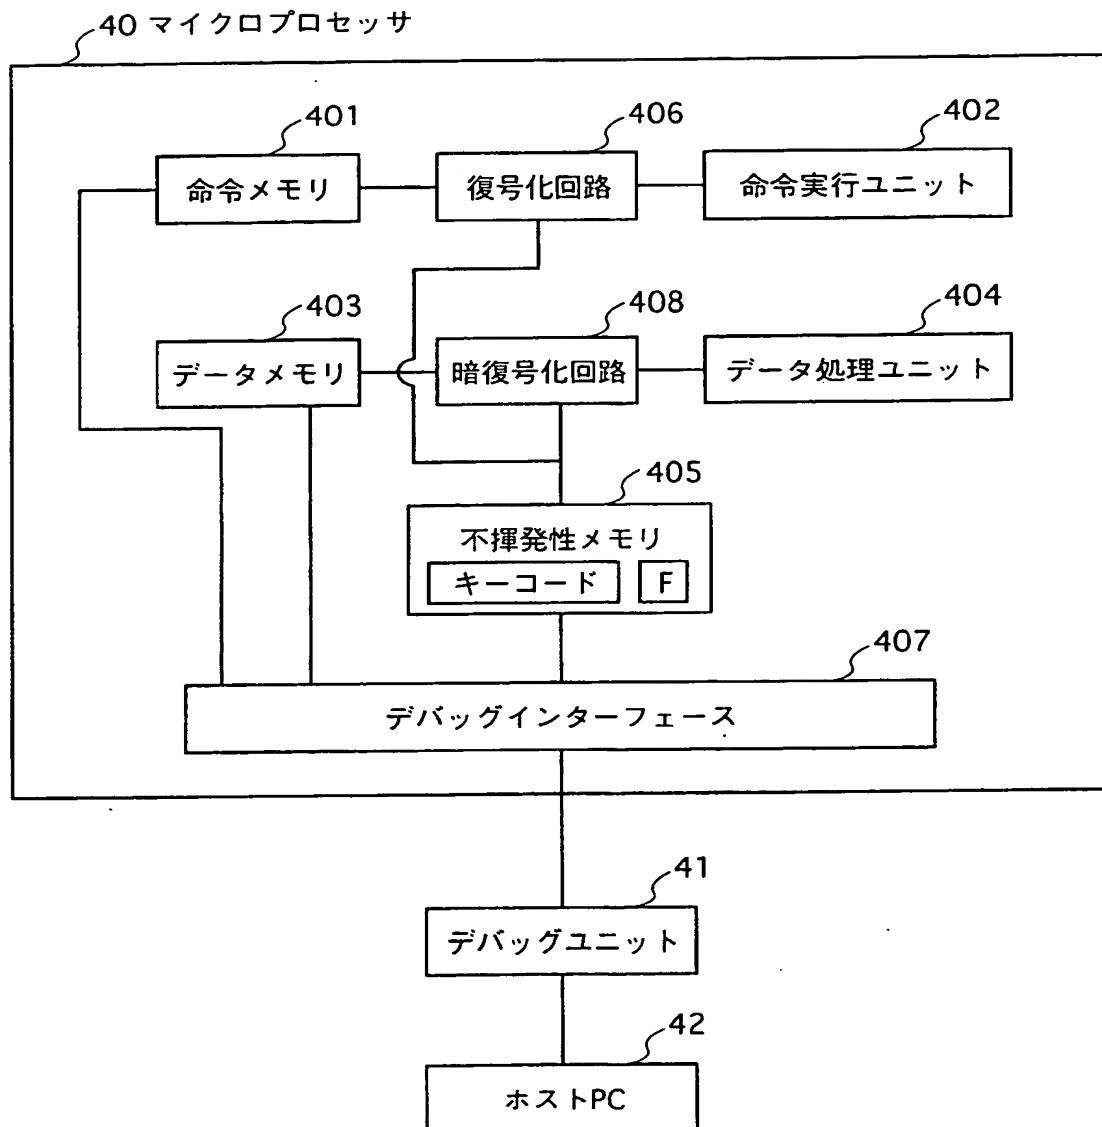 40 マイクロプロセッサ
401
406
402
命令メモリ
復号化回路
命令実行ユニット
403
408
404
データメモリ
暗復号化回路
データ処理ユニット
405
不揮発性メモリ
キーコード
F
407
デバッグインターフェース
41
デバッグユニット
42
ホストPC